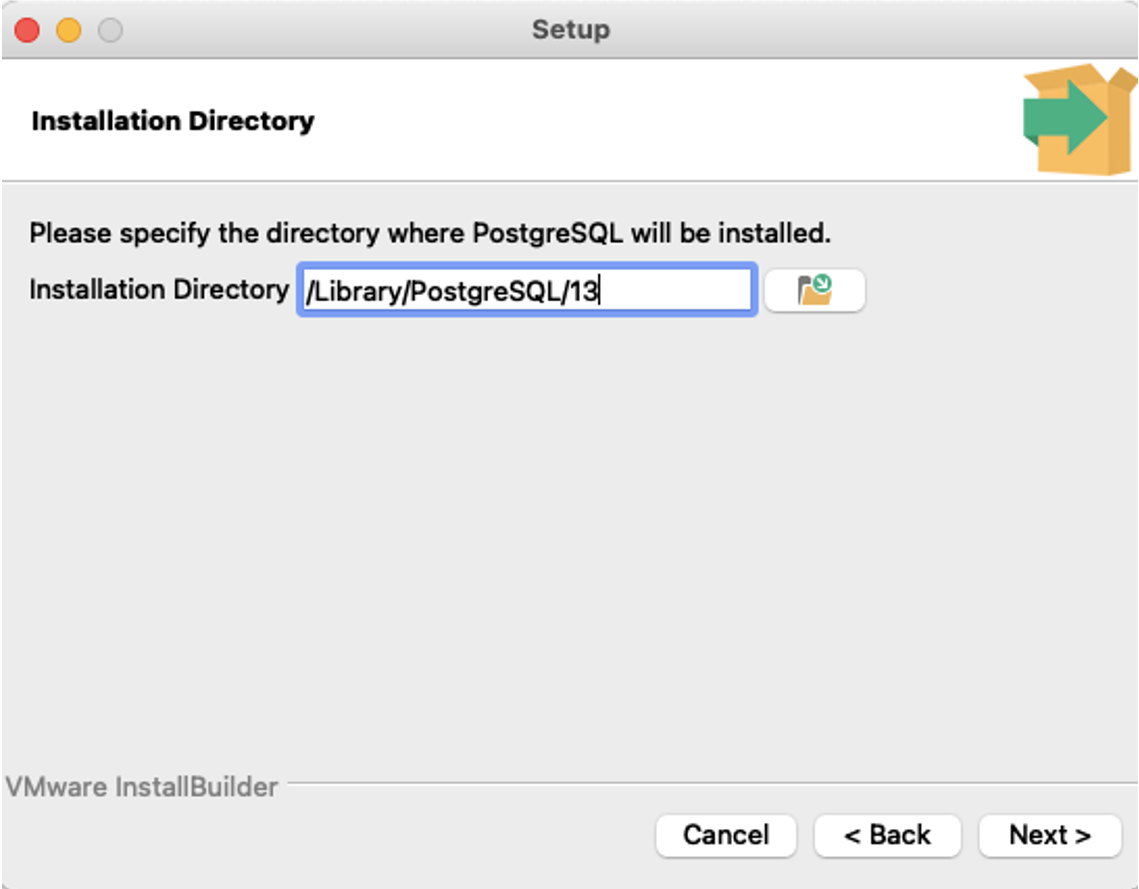 Setup
Installation Directory
Please specify the directory where PostgreSQL will be installed.
Installation Directory /Library/PostgreSQL/13
VMware InstallBuilder
Cancel < Back Next >